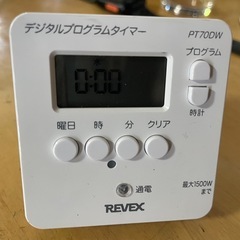 デジタルプログラムタイマー PT70DW
プログラム
0:00
時計
曜日 時 分 クリア
通電
最大1500W
まで
REVEX